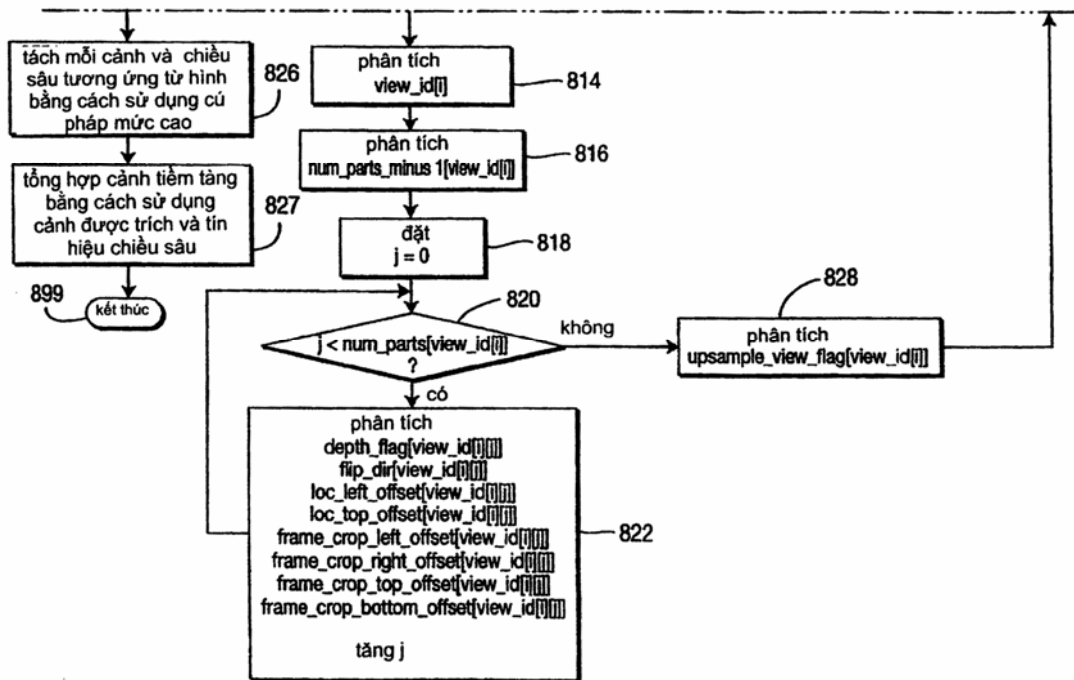 tách mỗi cảnh và chiều
sâu tương ứng từ hình
bằng cách sử dụng cú
pháp mức cao
826
tổng hợp cảnh tiềm tàng
bằng cách sử dụng
cảnh được trích và tín
hiệu chiều sâu
827
899
kết thúc
phân tích
view_id[i]
814
phân tích
num_parts_minus 1[view_id[i]]
816
đặt
j = 0
818
820
j < num_parts[view_id[i]]
?
không
có
828
phân tích
upsample_view_flag[view_id[i]]
phân tích
depth_flag[view_id[i][j]]
flip_dir[view_id[i][j]]
loc_left_offset[view_id[i][j]]
loc_top_offset[view_id[i][j]]
frame_crop_left_offset[view_id[i][j]]
frame_crop_right_offset[view_id[i][j]]
frame_crop_top_offset[view_id[i][j]]
frame_crop_bottom_offset[view_id[i][j]]
tăng j
822